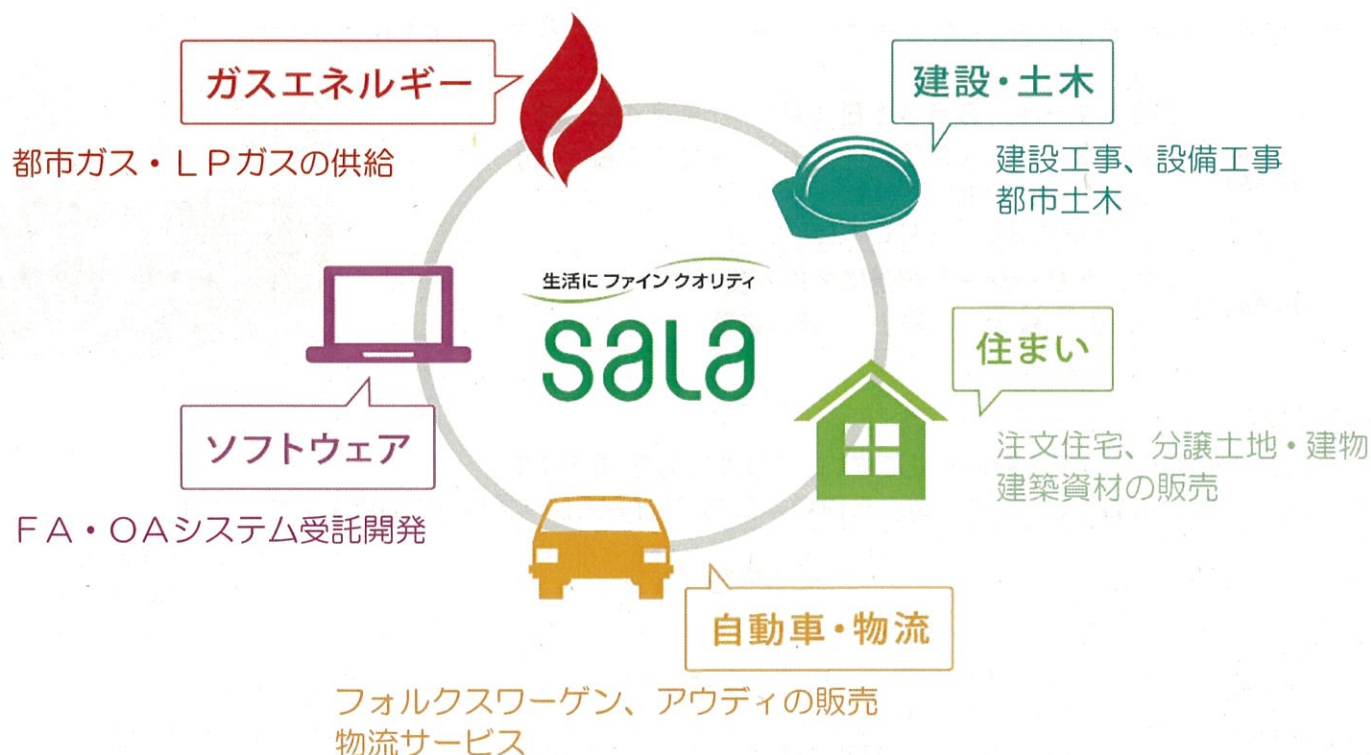 ガスエネルギー
都市ガス・ＬＰガスの供給
建設・土木
建設工事、設備工事
都市土木
生活に ファイン クオリティ
sala
住まい
注文住宅、分譲土地・建物
建築資材の販売
ソフトウェア
ＦＡ・ＯＡシステム受託開発
自動車・物流
フォルクスワーゲン、アウディの販売
物流サービス